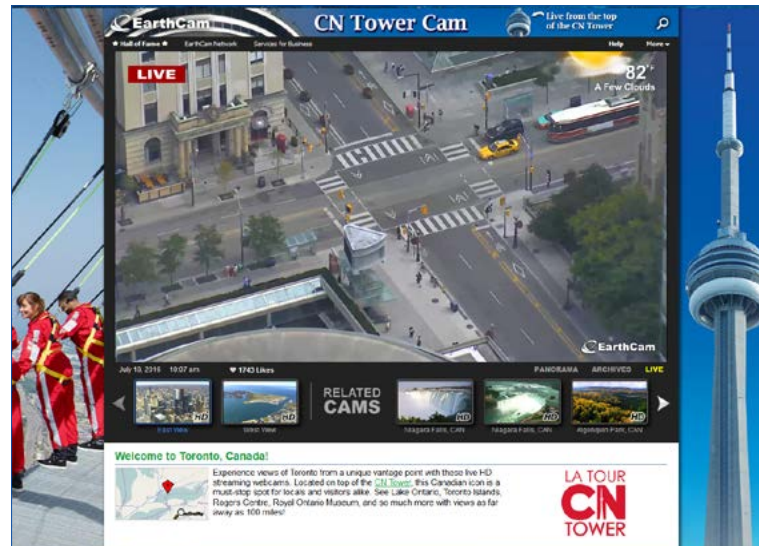 EarthCam
CN Tower Cam
Live from the top
of the CN Tower
★ Hall of Fame ★ EarthCam Network Services for Business Help More
LIVE
82°F
A Few Clouds
EarthCam
July 10, 2016 10:07 am ♥ 1743 Likes PANORAMA ARCHIVED LIVE
HD
HD
RELATED
CAMS
HD
HD
HD
East View West View Niagara Falls, CAN Niagara Falls, CAN Algonquin Park, CAN
Welcome to Toronto, Canada!
Experience views of Toronto from a unique vantage point with these live HD
streaming webcams. Located on top of the CN Tower, this Canadian icon is a
must-stop spot for locals and visitors alike. See Lake Ontario, Toronto Islands,
Rogers Centre, Royal Ontario Museum, and so much more with views as far
away as 100 miles!
LA TOUR
CN
TOWER